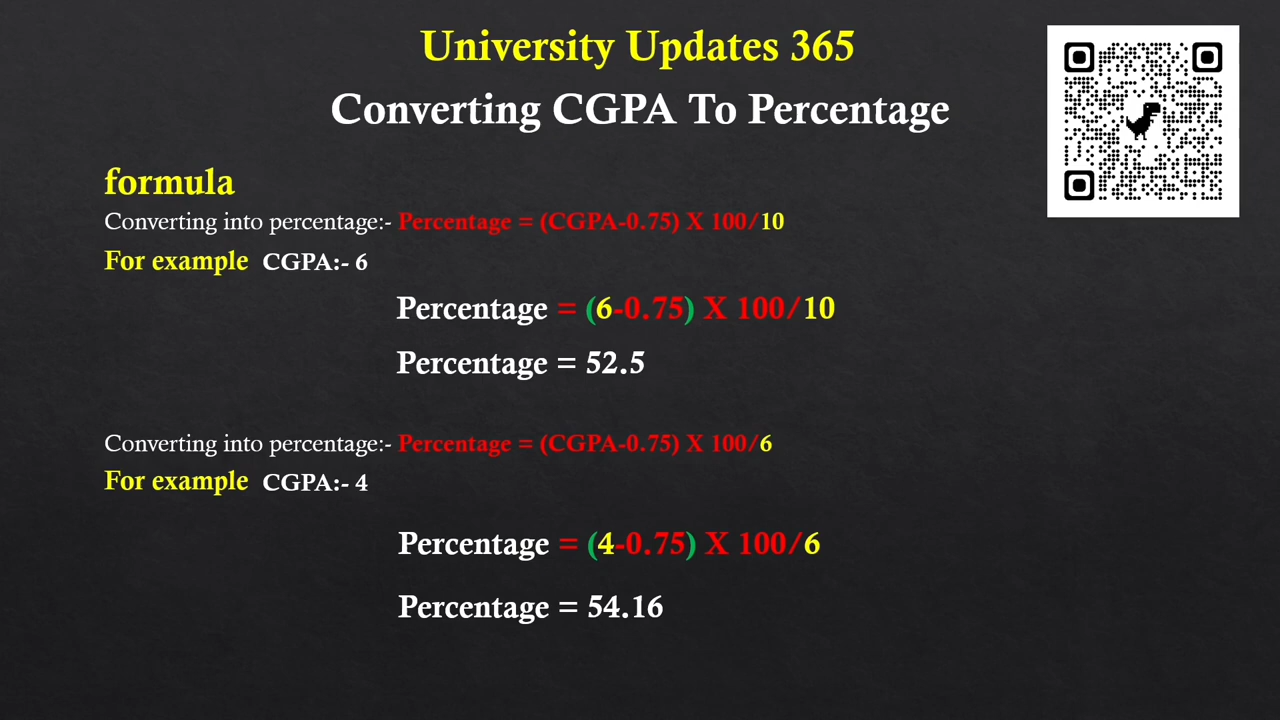 University Updates 365
Converting CGPA To Percentage
formula
Converting into percentage:- Percentage = (CGPA-0.75) X 100/10
For example CGPA:- 6
Percentage = (6-0.75) X 100/10
Percentage = 52.5
Converting into percentage:- Percentage = (CGPA-0.75) X 100/6
For example CGPA:- 4
Percentage = (4-0.75) X 100/6
Percentage = 54.16